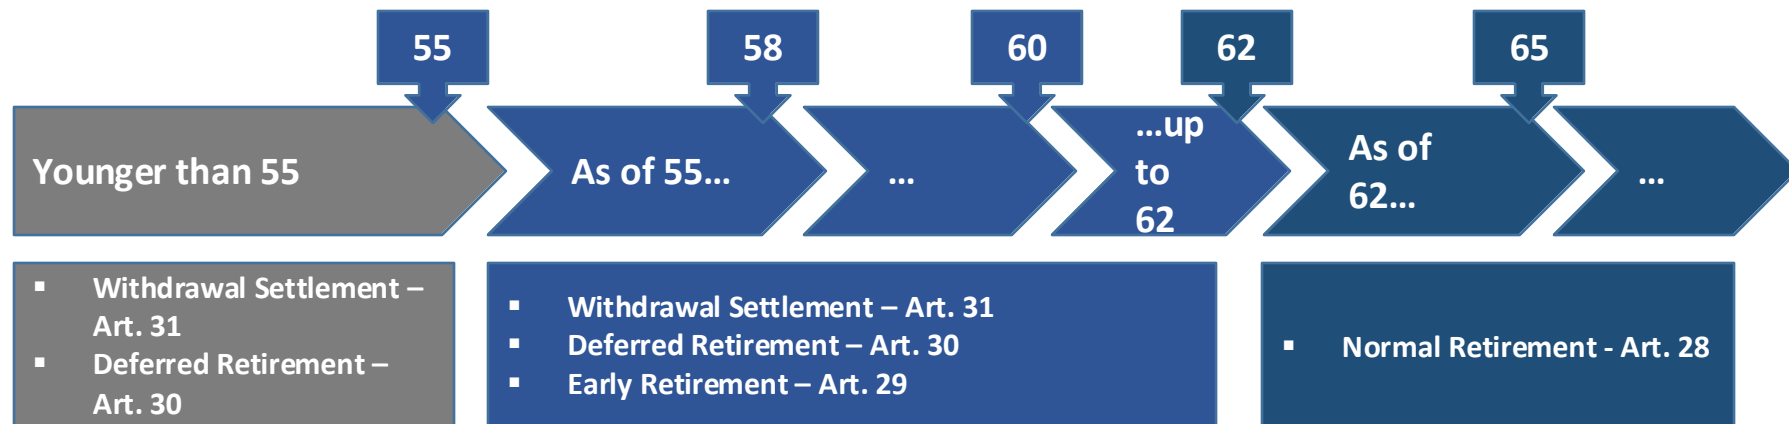 55
58
60
62
65
Younger than 55
As of 55...
...
...up
to
62
As of
62...
...
▪ Withdrawal Settlement –
Art. 31
▪ Deferred Retirement –
Art. 30
▪ Withdrawal Settlement – Art. 31
▪ Deferred Retirement – Art. 30
▪ Early Retirement – Art. 29
▪ Normal Retirement - Art. 28